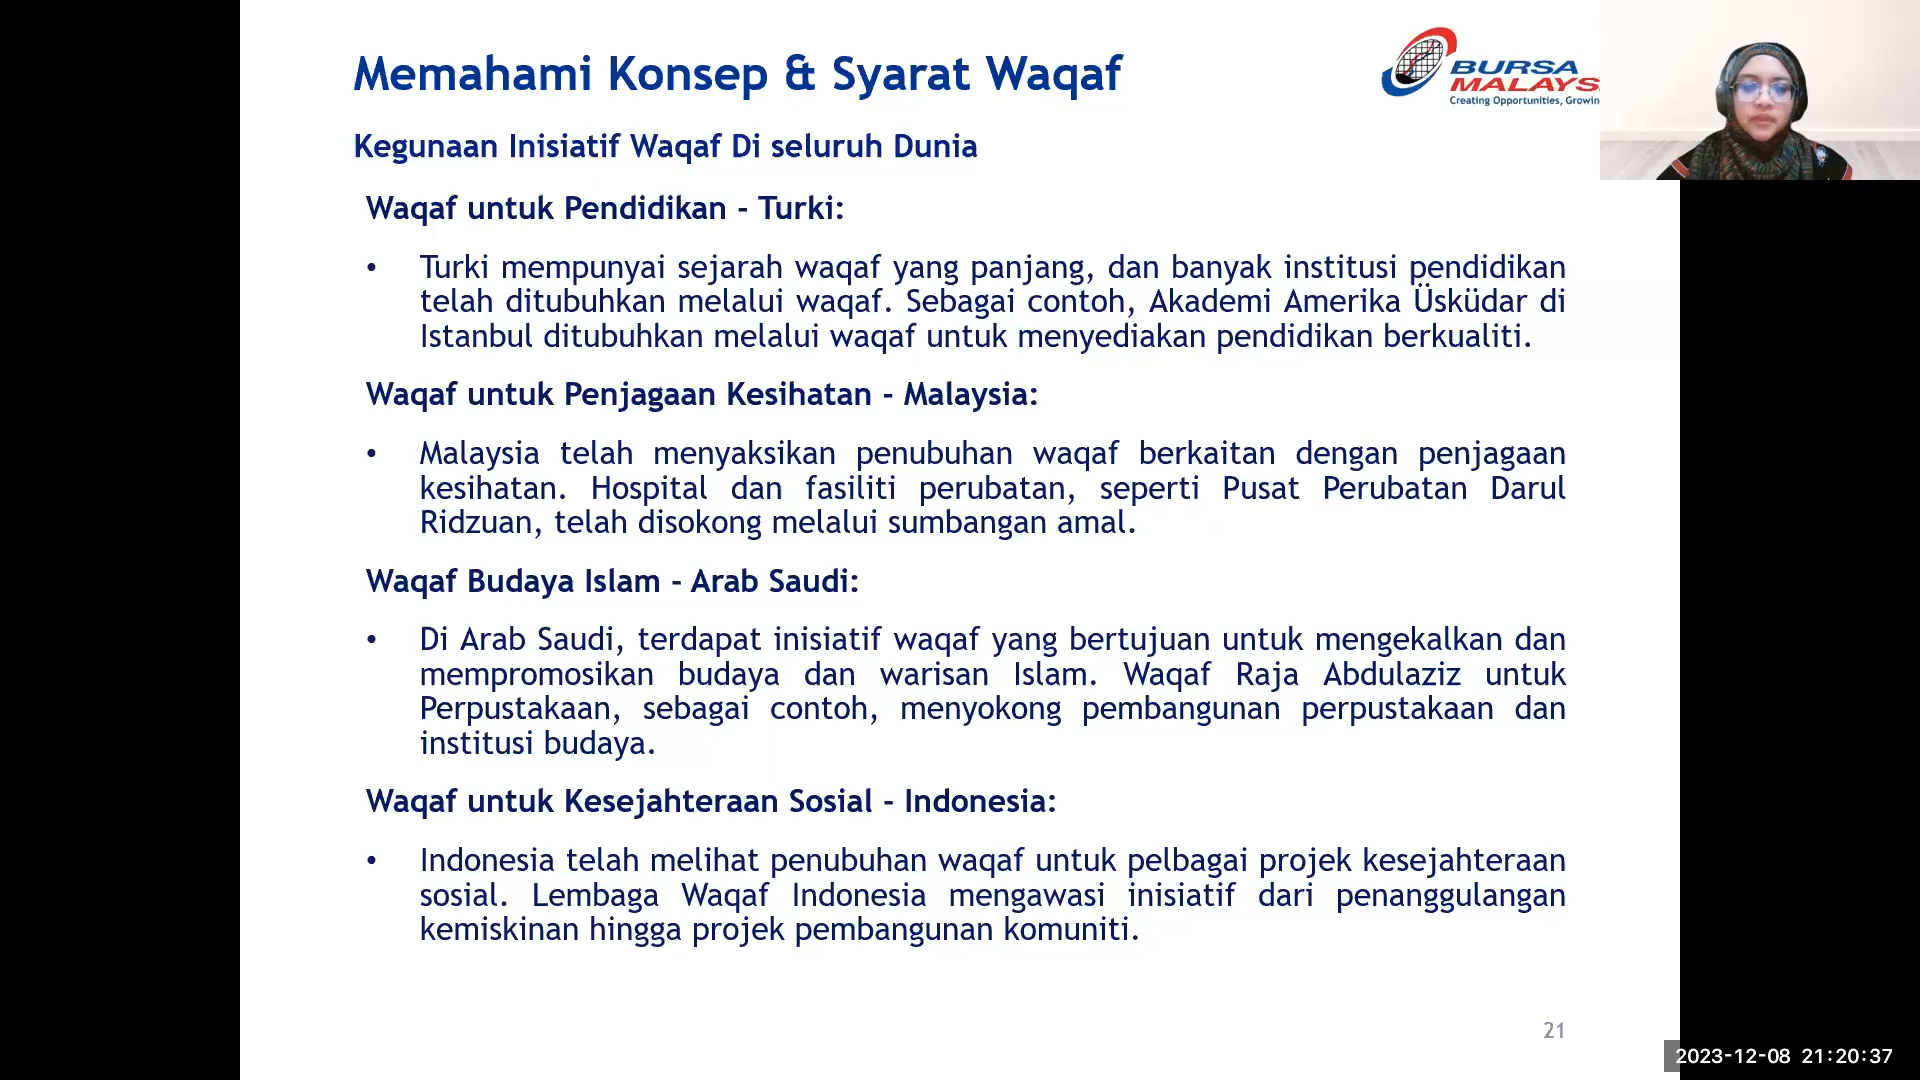 Memahami Konsep & Syarat Waqaf
BURSA
MALAYS
Creating Opportunities, Growin
Kegunaan Inisiatif Waqaf Di seluruh Dunia
Waqaf untuk Pendidikan - Turki:
• Turki mempunyai sejarah waqaf yang panjang, dan banyak institusi pendidikan
telah ditubuhkan melalui waqaf. Sebagai contoh, Akademi Amerika Üsküdar di
Istanbul ditubuhkan melalui waqaf untuk menyediakan pendidikan berkualiti.
Waqaf untuk Penjagaan Kesihatan - Malaysia:
• Malaysia telah menyaksikan penubuhan waqaf berkaitan dengan penjagaan
kesihatan. Hospital dan fasiliti perubatan, seperti Pusat Perubatan Darul
Ridzuan, telah disokong melalui sumbangan amal.
Waqaf Budaya Islam - Arab Saudi:
• Di Arab Saudi, terdapat inisiatif waqaf yang bertujuan untuk mengekalkan dan
mempromosikan budaya dan warisan Islam. Waqaf Raja Abdulaziz untuk
Perpustakaan, sebagai contoh, menyokong pembangunan perpustakaan dan
institusi budaya.
Waqaf untuk Kesejahteraan Sosial - Indonesia:
• Indonesia telah melihat penubuhan waqaf untuk pelbagai projek kesejahteraan
sosial. Lembaga Waqaf Indonesia mengawasi inisiatif dari penanggulangan
kemiskinan hingga projek pembangunan komuniti.
21
2023-12-08 21:20:37